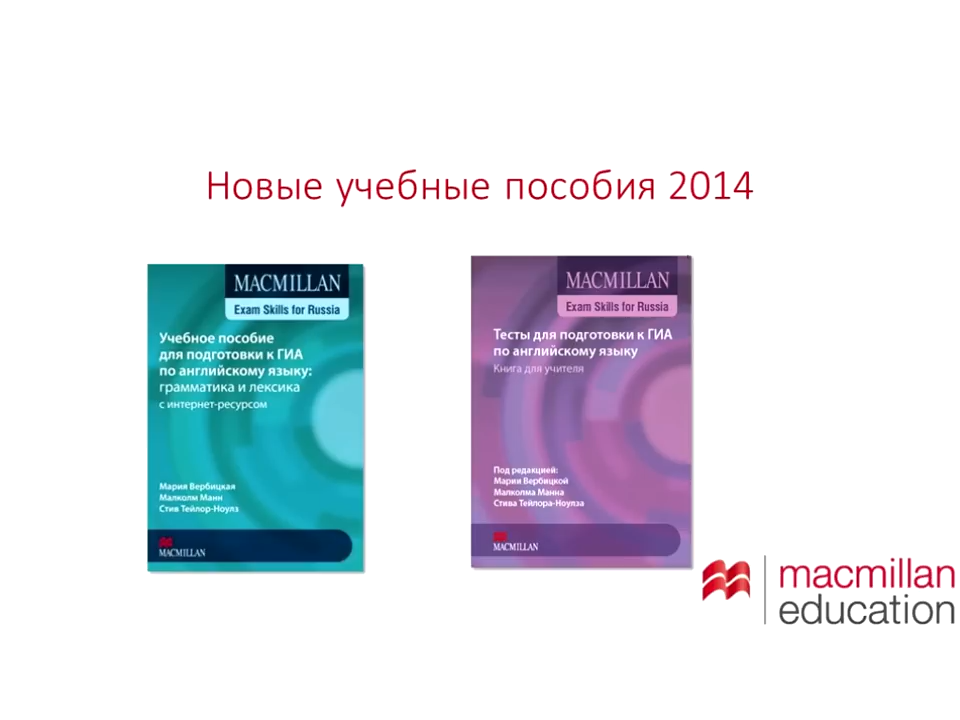 Новые учебные пособия 2014
MACMILLAN
Exam Skills for Russia
Учебное пособие
для подготовки к ГИА
по английскому языку:
грамматика и лексика
с интернет-ресурсом
Мария Вербицкая
Малколм Манн
Стив Тейлор-Ноулз
MACMILLAN
MACMILLAN
Exam Skills for Russia
Тесты для подготовки к ГИА
по английскому языку
Книга для учителя
Под редакцией:
Марии Вербицкой
Малколма Манна
Стива Тейлора-Ноулза
MACMILLAN
macmillan
education